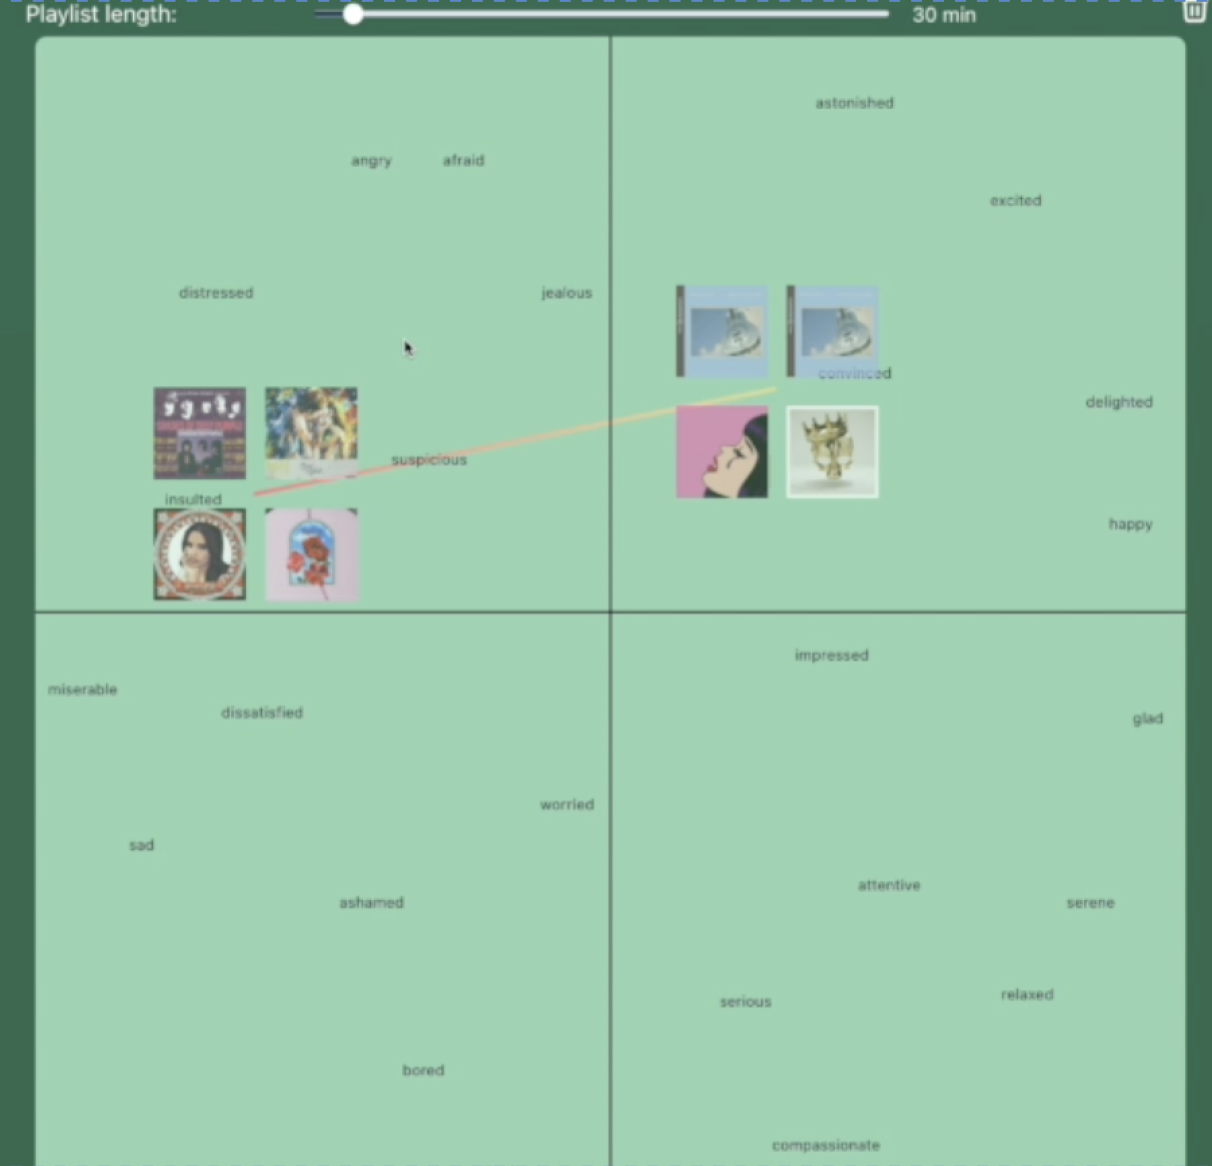 Playlist length: 30 min
astonished
angry afraid
excited
distressed jealous
convinced
delighted
suspicious
insulted
happy
impressed
miserable
dissatisfied
glad
worried
sad
attentive
ashamed serene
serious relaxed
bored
compassionate